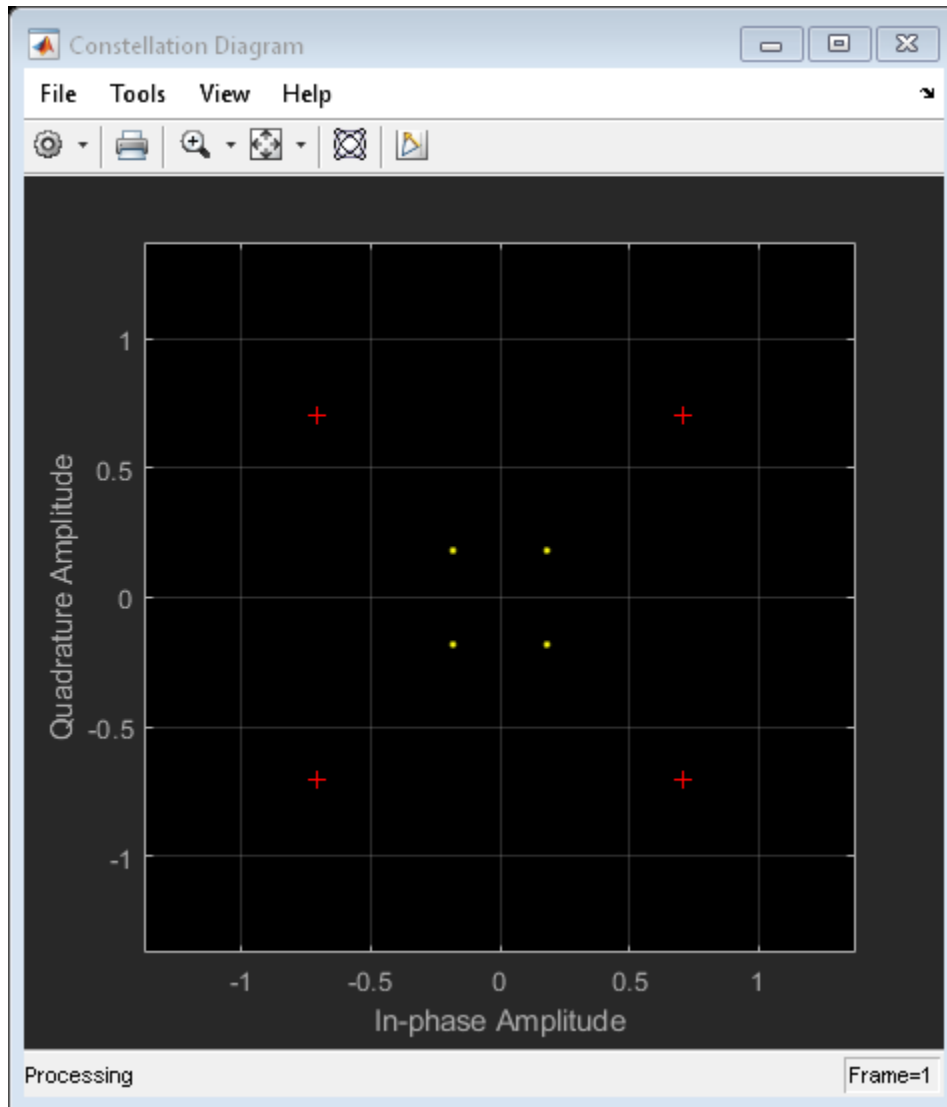 Constellation Diagram
File Tools View Help
1
0.5
0
-0.5
-1
Quadrature Amplitude
-1 -0.5 0 0.5 1
In-phase Amplitude
Processing Frame=1